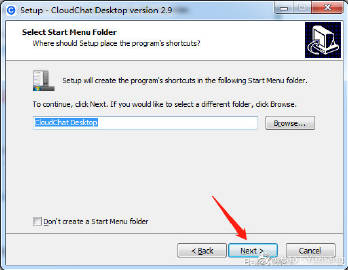 Setup - CloudChat Desktop version 2.9
Select Start Menu Folder
Where should Setup place the program's shortcuts?
Setup will create the program's shortcuts in the following Start Menu folder.
To continue, click Next. If you would like to select a different folder, click Browse.
CloudChat Desktop
Browse...
Don't create a Start Menu folder
< Back
Next >
Cancel